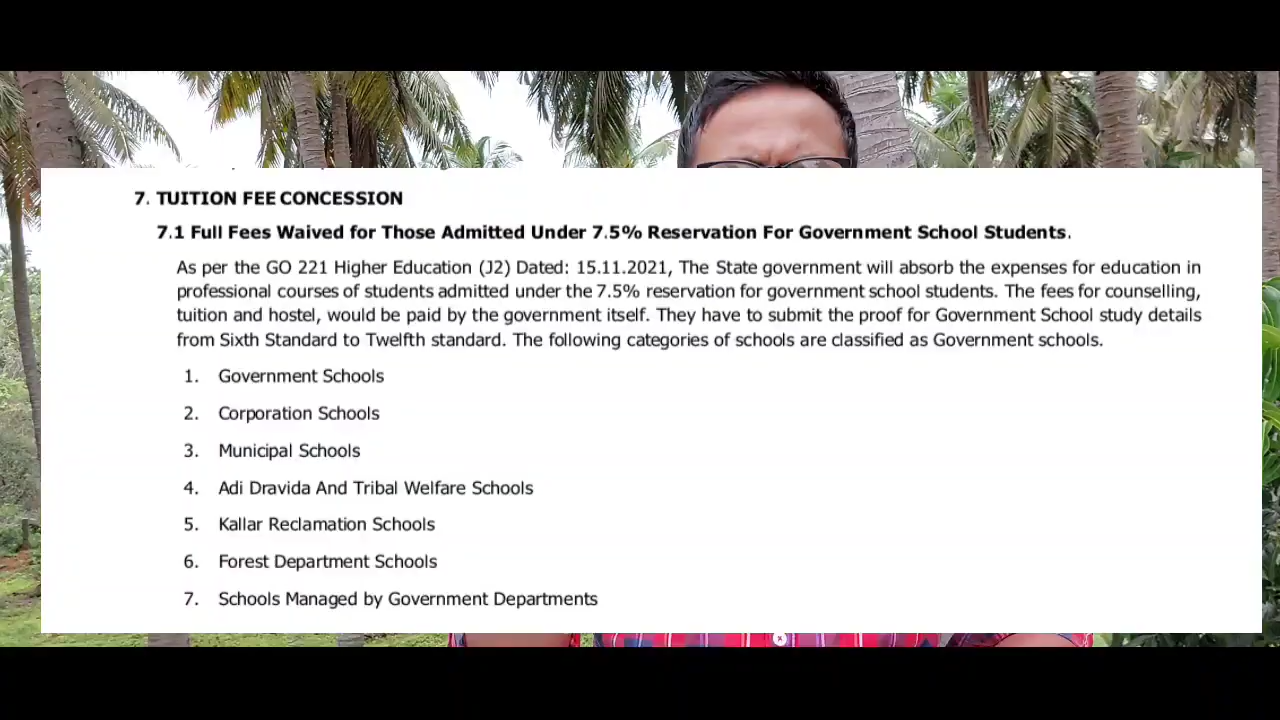 7. TUITION FEE CONCESSION
7.1 Full Fees Waived for Those Admitted Under 7.5% Reservation For Government School Students.
As per the GO 221 Higher Education (J2) Dated: 15.11.2021, The State government will absorb the expenses for education in
professional courses of students admitted under the 7.5% reservation for government school students. The fees for counselling,
tuition and hostel, would be paid by the government itself. They have to submit the proof for Government School study details
from Sixth Standard to Twelfth standard. The following categories of schools are classified as Government schools.
1. Government Schools
2. Corporation Schools
3. Municipal Schools
4. Adi Dravida And Tribal Welfare Schools
5. Kallar Reclamation Schools
6. Forest Department Schools
7. Schools Managed by Government Departments